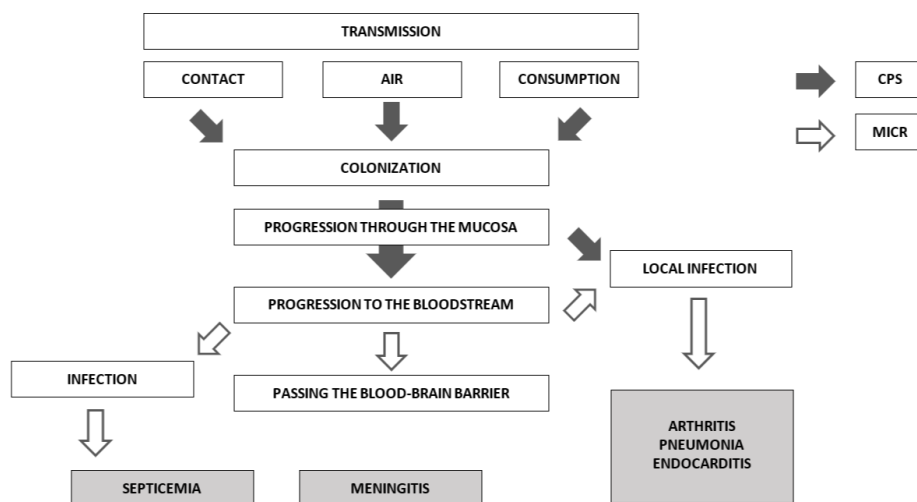 TRANSMISSION
CONTACT
AIR
CONSUMPTION
CPS
MICR
COLONIZATION
PROGRESSION THROUGH THE MUCOSA
LOCAL INFECTION
PROGRESSION TO THE BLOODSTREAM
INFECTION
PASSING THE BLOOD-BRAIN BARRIER
ARTHRITIS
PNEUMONIA
ENDOCARDITIS
SEPTICEMIA
MENINGITIS